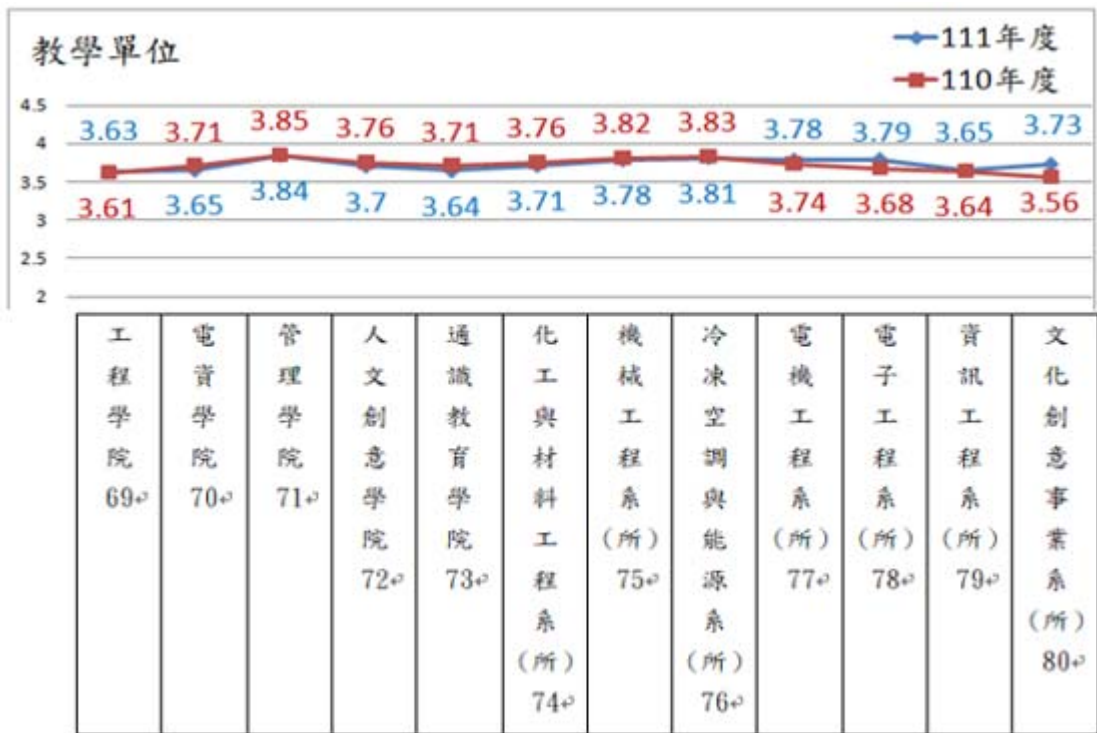 教學單位
111年度
110年度
4.5
4
3.5
3
2.5
2
3.63 3.71 3.85 3.76 3.71 3.76 3.82 3.83 3.78 3.79 3.65 3.73
3.61 3.65 3.84 3.7 3.64 3.71 3.78 3.81 3.74 3.68 3.64 3.56
工程學院69
電資學院70
管理學院71
人文創意學院72
通識教育學院73
化工與材料工程系(所)74
機械工程系(所)75
冷凍空調與能源系(所)76
電機工程系(所)77
電子工程系(所)78
資訊工程系(所)79
文化創意事業系(所)80